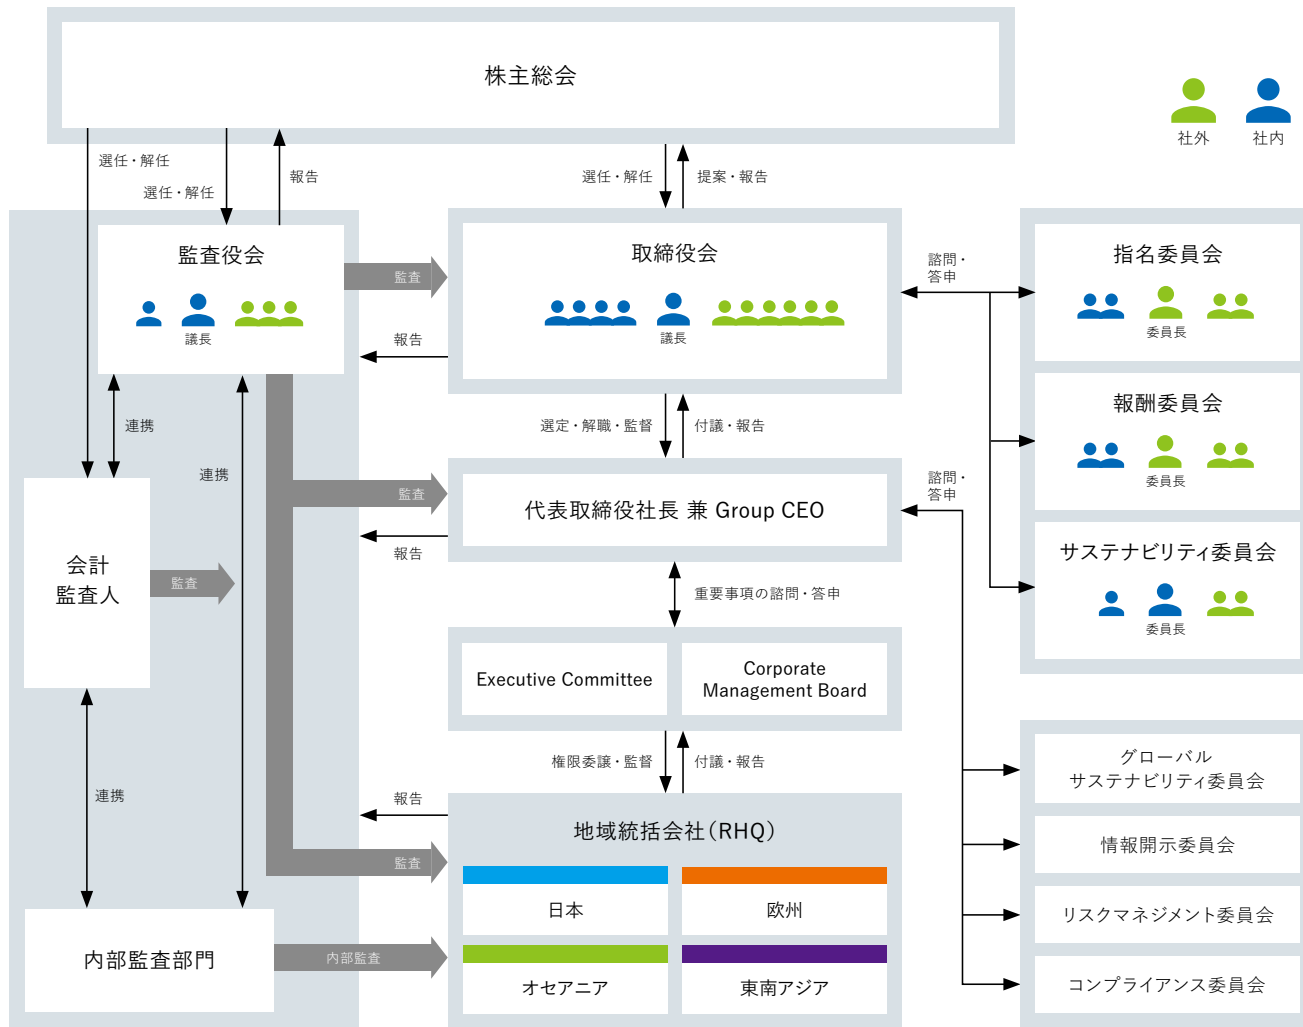 株主総会
社外
社内
選任・解任
選任・解任
報告
選任・解任
提案・報告
監査役会
議長
監査
報告
取締役会
議長
諮問・
答申
指名委員会
委員長
報酬委員会
委員長
サステナビリティ委員会
委員長
連携
連携
選定・解職・監督
付議・報告
会計
監査人
監査
監査
報告
代表取締役社長 兼 Group CEO
諮問・
答申
重要事項の諮問・答申
Executive Committee
Corporate
Management Board
権限委譲・監督
付議・報告
連携
報告
監査
地域統括会社（RHQ）
日本
欧州
オセアニア
東南アジア
内部監査部門
内部監査
グローバル
サステナビリティ委員会
情報開示委員会
リスクマネジメント委員会
コンプライアンス委員会